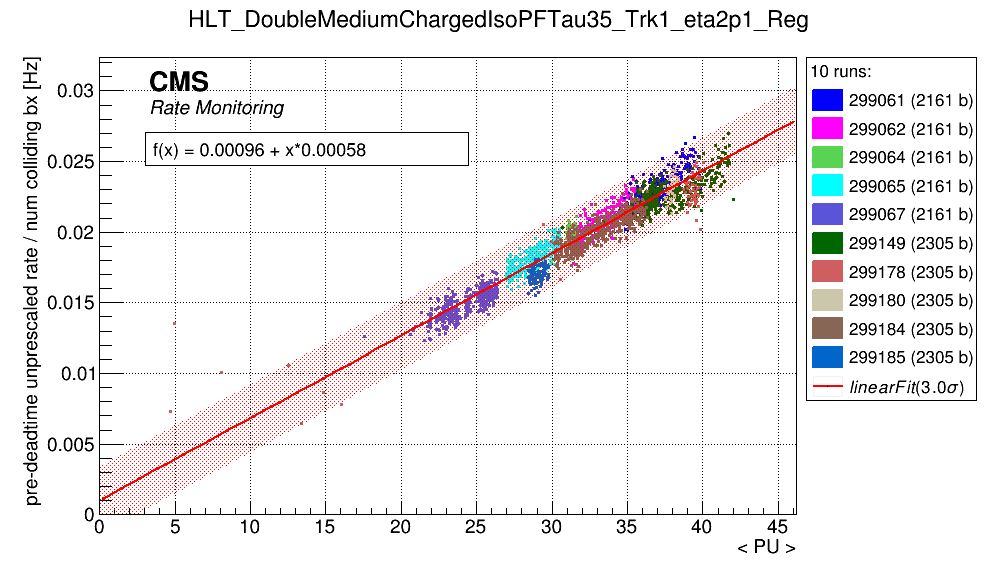 HLT_DoubleMediumChargedIsoPFTau35_Trk1_eta2p1_Reg
pre-deadtime unprescaled rate / num colliding bx [Hz]
CMS
Rate Monitoring
f(x) = 0.00096 + x*0.00058
0.03
0.025
0.02
0.015
0.01
0.005
0
0 5 10 15 20 25 30 35 40 45
< PU >
10 runs:
299061 (2161 b)
299062 (2161 b)
299064 (2161 b)
299065 (2161 b)
299067 (2161 b)
299149 (2305 b)
299178 (2305 b)
299180 (2305 b)
299184 (2305 b)
299185 (2305 b)
linearFit(3.0σ)